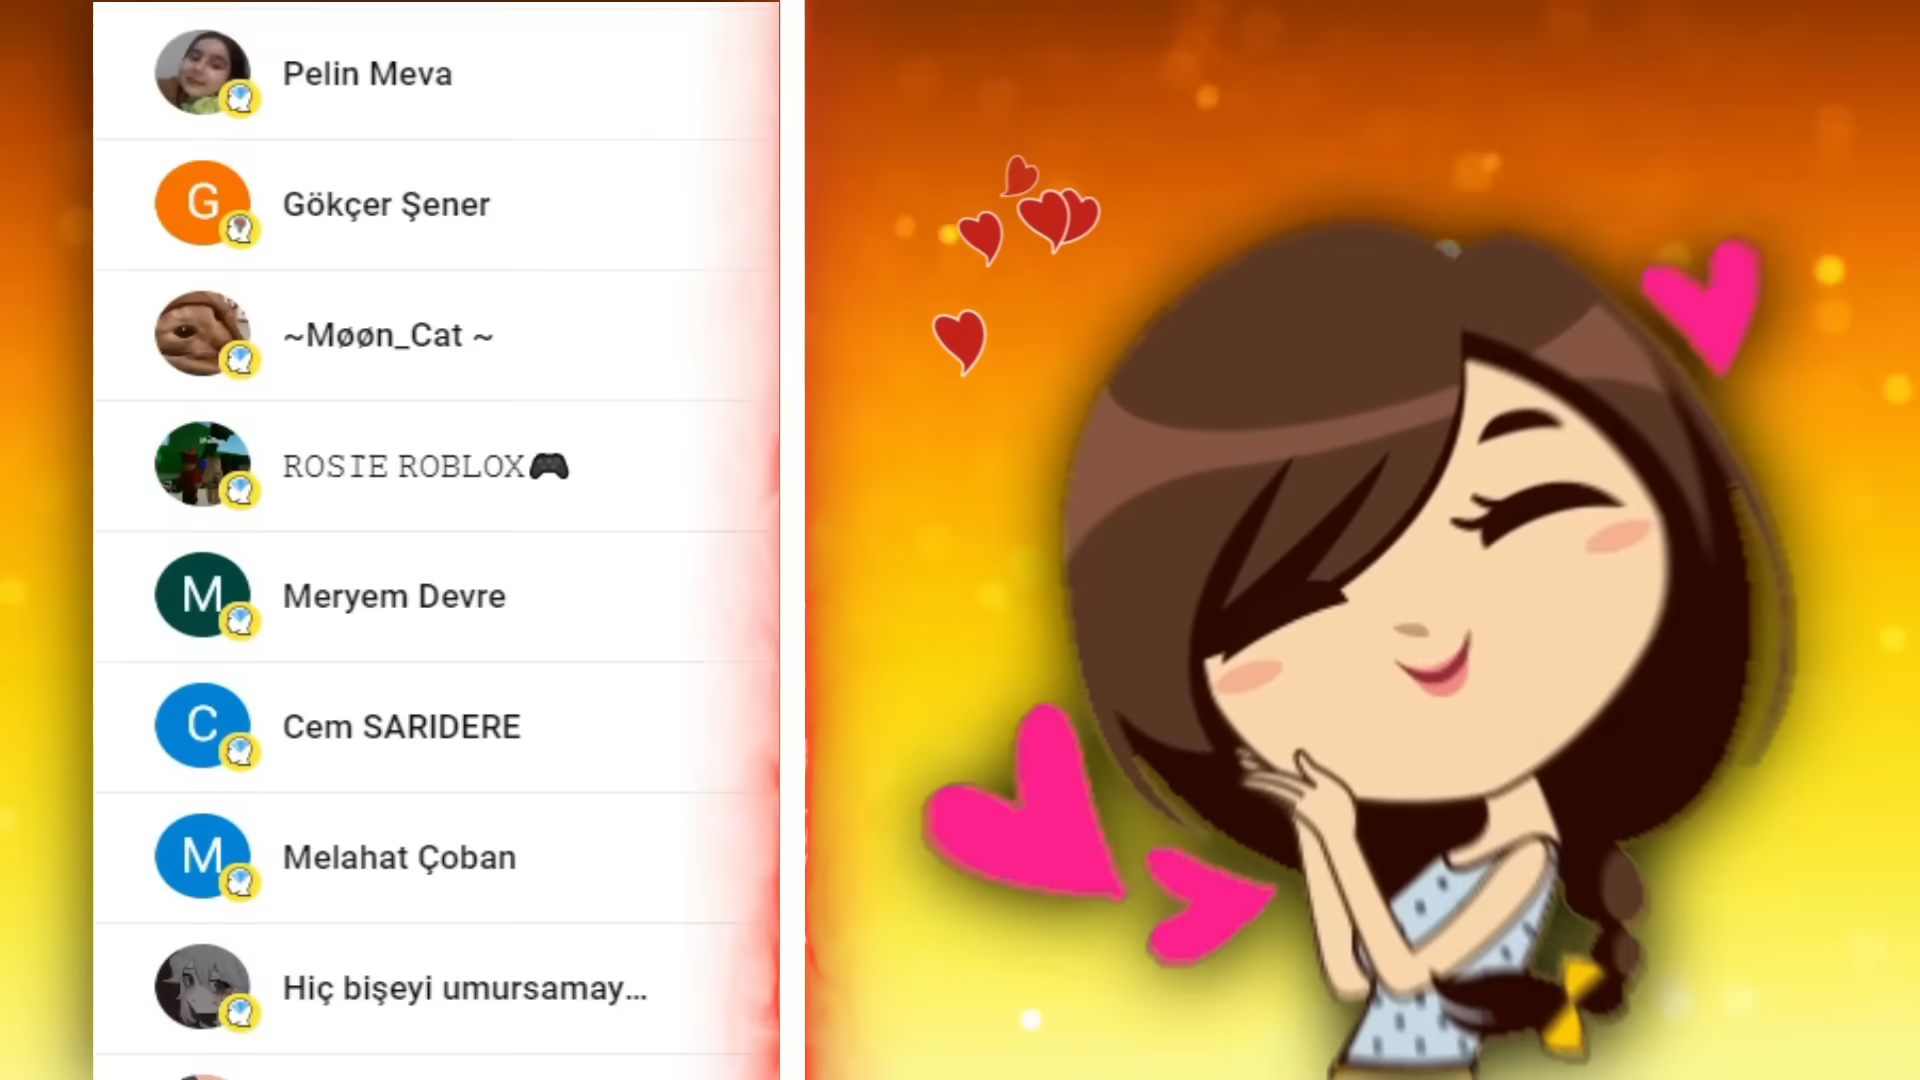 Pelin Meva
G
Gökçer Şener
~Møøn_Cat ~
ROSIE ROBLOX🎮
M
Meryem Devre
C
Cem SARIDERE
M
Melahat Çoban
Hiç bişeyi umursamay...